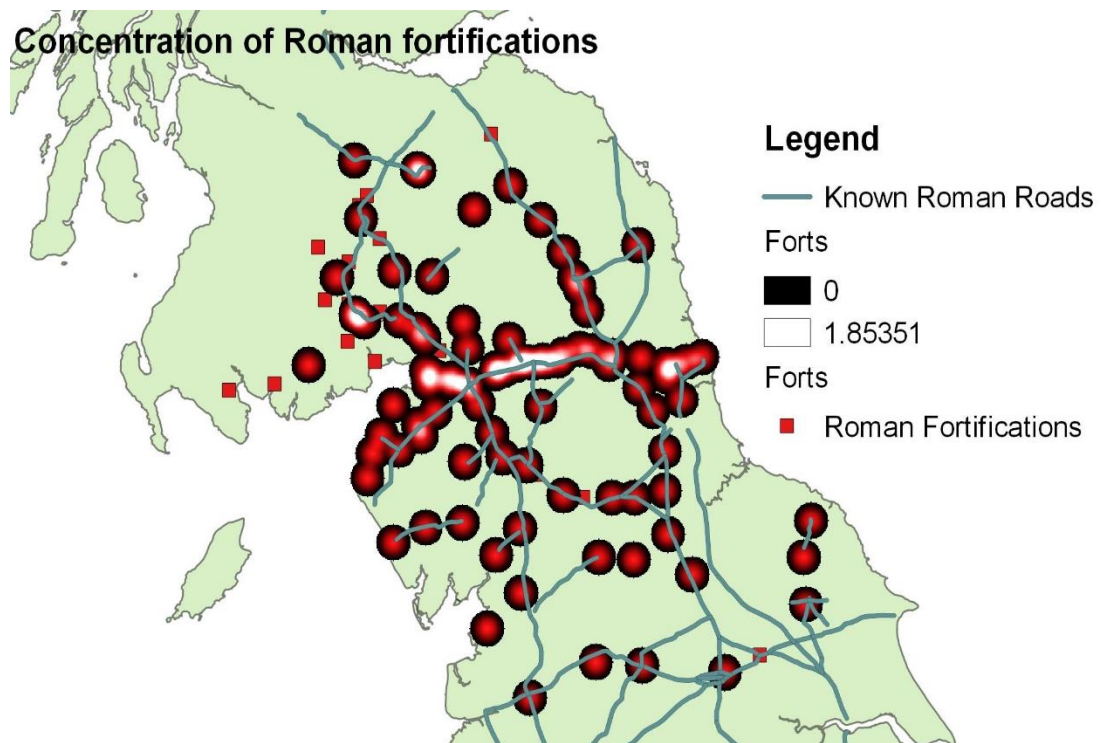 Concentration of Roman fortifications
Legend
Known Roman Roads
Forts
0
1.85351
Forts
Roman Fortifications